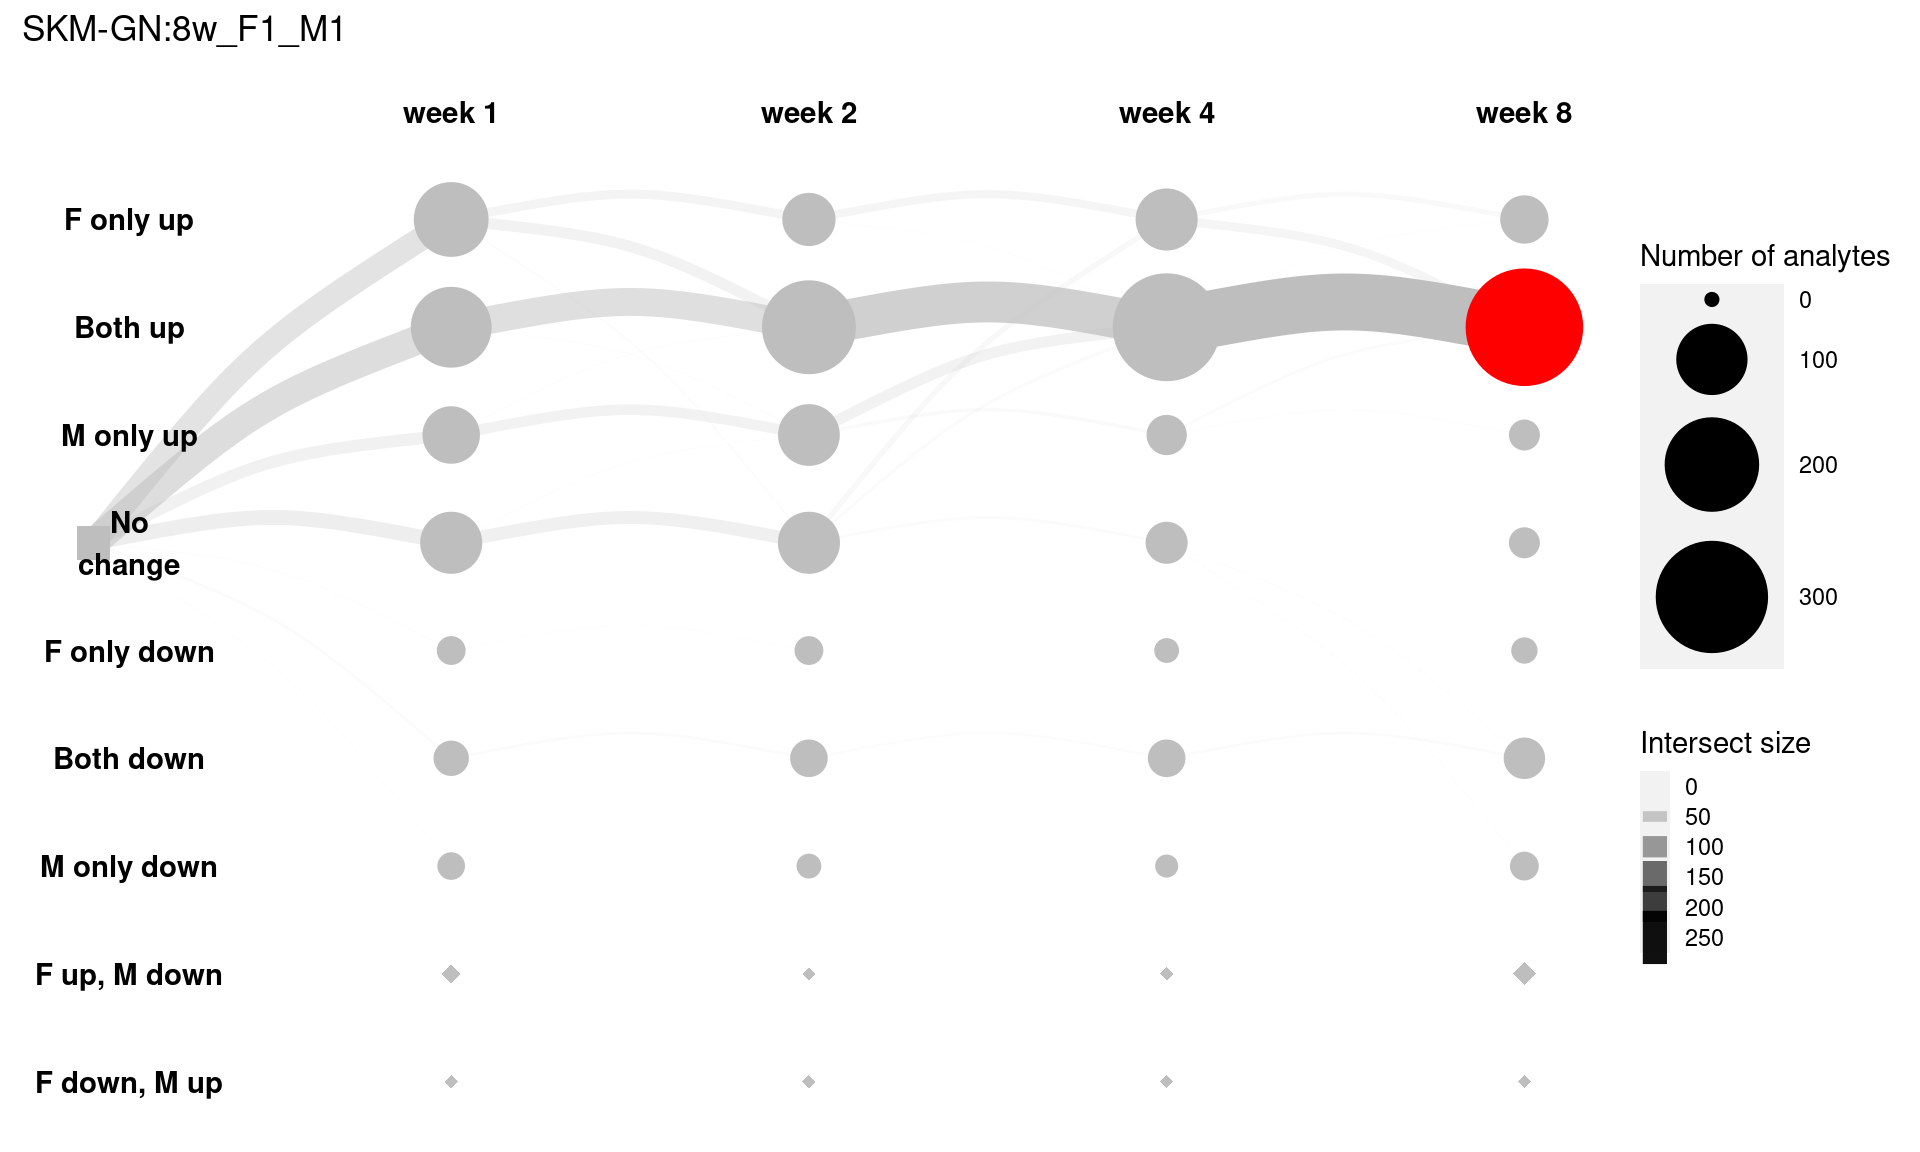 SKM-GN:8w_F1_M1
week 1
week 2
week 4
week 8
F only up
Both up
M only up
No
change
F only down
Both down
M only down
F up, M down
F down, M up
Number of analytes
0
100
200
300
Intersect size
0
50
100
150
200
250